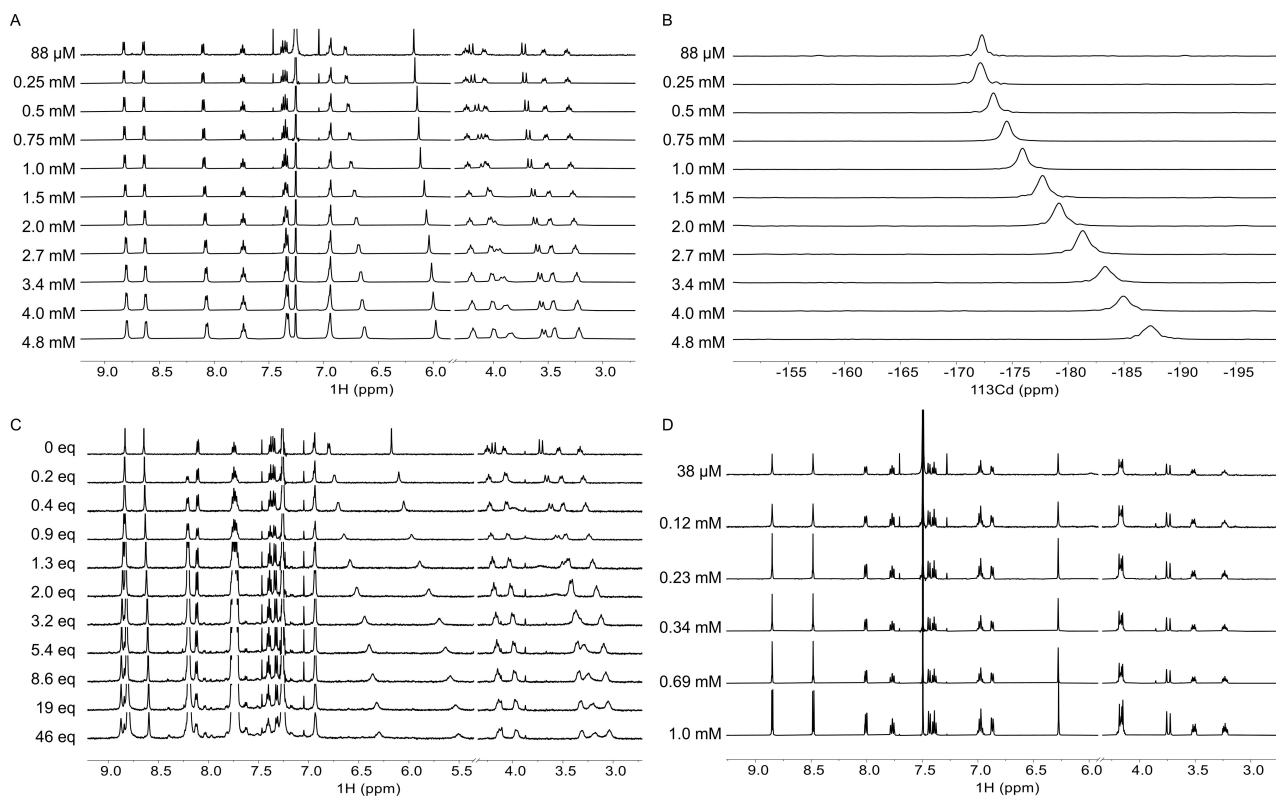 A
88 µM
0.25 mM
0.5 mM
0.75 mM
1.0 mM
1.5 mM
2.0 mM
2.7 mM
3.4 mM
4.0 mM
4.8 mM
9.0 8.5 8.0 7.5 7.0 6.5 6.0 4.0 3.5 3.0
1H (ppm)
B
88 µM
0.25 mM
0.5 mM
0.75 mM
1.0 mM
1.5 mM
2.0 mM
2.7 mM
3.4 mM
4.0 mM
4.8 mM
-155 -160 -165 -170 -175 -180 -185 -190 -195
113Cd (ppm)
C
0 eq
0.2 eq
0.4 eq
0.9 eq
1.3 eq
2.0 eq
3.2 eq
5.4 eq
8.6 eq
19 eq
46 eq
9.0 8.5 8.0 7.5 7.0 6.5 6.0 5.5 4.0 3.5 3.0
1H (ppm)
D
38 µM
0.12 mM
0.23 mM
0.34 mM
0.69 mM
1.0 mM
9.0 8.5 8.0 7.5 7.0 6.5 6.0 4.0 3.5 3.0
1H (ppm)